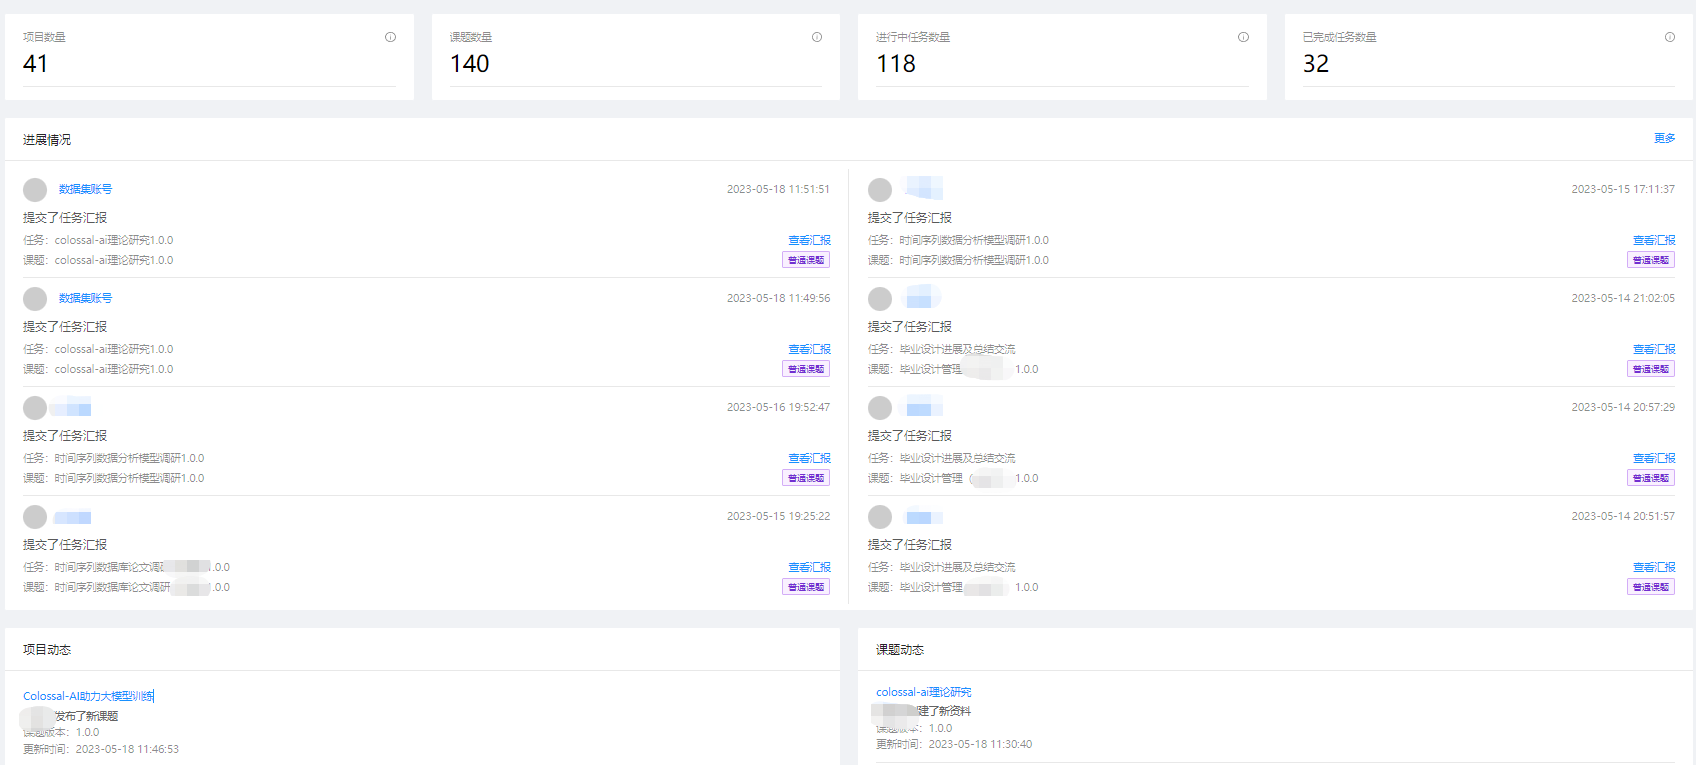 项目数量
41
课题数量
140
进行中任务数量
118
已完成任务数量
32
进展情况
更多
数据集账号
2023-05-18 11:51:51
提交了任务汇报
任务：colossal-ai理论研究1.0.0
查看汇报
课题：colossal-ai理论研究1.0.0
普通课题
数据集账号
2023-05-18 11:49:56
提交了任务汇报
任务：colossal-ai理论研究1.0.0
查看汇报
课题：colossal-ai理论研究1.0.0
普通课题
2023-05-16 19:52:47
提交了任务汇报
任务：时间序列数据分析模型调研1.0.0
查看汇报
课题：时间序列数据分析模型调研1.0.0
普通课题
2023-05-15 19:25:22
提交了任务汇报
任务：时间序列数据库论文调研 1.0.0
查看汇报
课题：时间序列数据库论文调研 1.0.0
普通课题
2023-05-15 17:11:37
提交了任务汇报
任务：时间序列数据分析模型调研1.0.0
查看汇报
课题：时间序列数据分析模型调研1.0.0
普通课题
2023-05-14 21:02:05
提交了任务汇报
任务：毕业设计进展及总结交流
查看汇报
课题：毕业设计管理 1.0.0
普通课题
2023-05-14 20:57:29
提交了任务汇报
任务：毕业设计进展及总结交流
查看汇报
课题：毕业设计管理（ 1.0.0
普通课题
2023-05-14 20:51:57
提交了任务汇报
任务：毕业设计进展及总结交流
查看汇报
课题：毕业设计管理 1.0.0
普通课题
项目动态
Colossal-AI助力大模型训练
发布了新课题
课题版本：1.0.0
更新时间：2023-05-18 11:46:53
课题动态
colossal-ai理论研究
建了新资料
课题版本：1.0.0
更新时间：2023-05-18 11:30:40